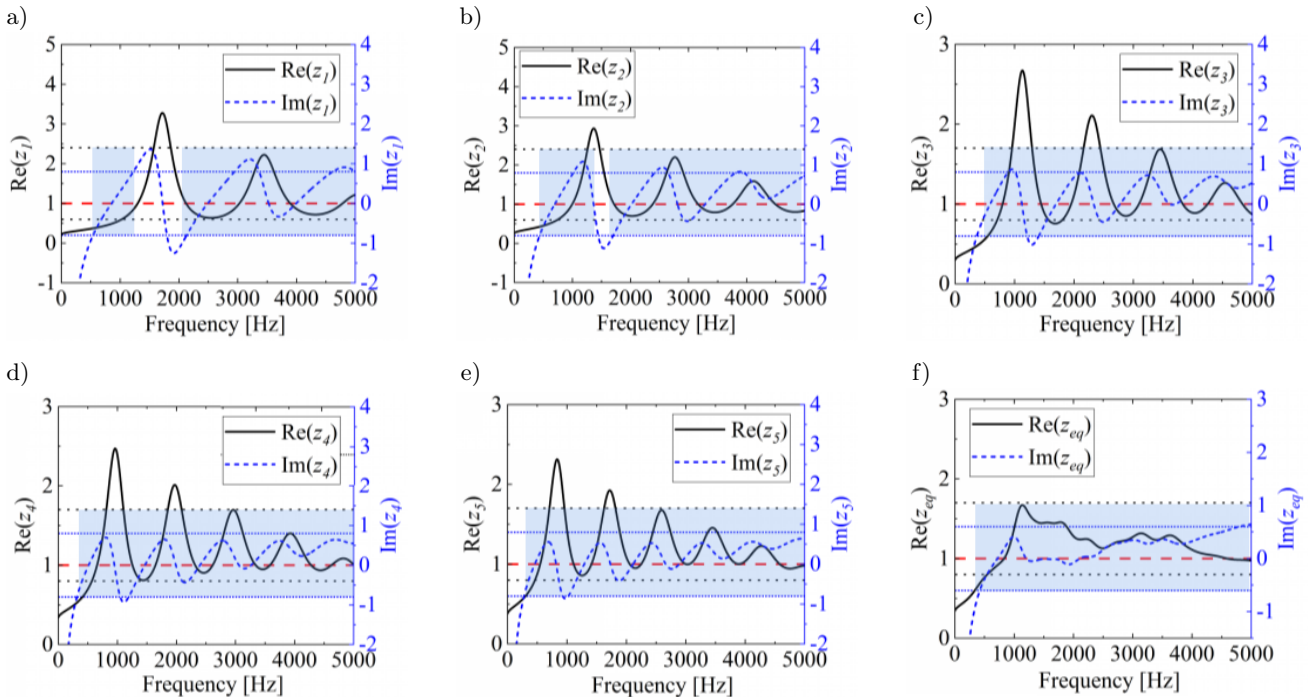 a)
5
4
3
2
1
0
-1
Re(z1)
Re(z1)
Im(z1)
4
3
2
1
0
-1
-2
Im(z1)
0 1000 2000 3000 4000 5000
Frequency [Hz]
b)
5
4
3
2
1
0
-1
Re(z2)
Re(z2)
Im(z2)
4
3
2
1
0
-1
-2
Im(z2)
0 1000 2000 3000 4000 5000
Frequency [Hz]
c)
3
2
1
0
Re(z3)
Re(z3)
Im(z3)
4
3
2
1
0
-1
-2
Im(z3)
0 1000 2000 3000 4000 5000
Frequency [Hz]
d)
3
2
1
0
Re(z4)
Re(z4)
Im(z4)
4
3
2
1
0
-1
-2
Im(z4)
0 1000 2000 3000 4000 5000
Frequency [Hz]
e)
3
2
1
0
Re(z5)
Re(z5)
Im(z5)
4
3
2
1
0
-1
-2
Im(z5)
0 1000 2000 3000 4000 5000
Frequency [Hz]
f)
3
2
1
0
Re(zeq)
Re(zeq)
Im(zeq)
3
2
1
0
-1
Im(zeq)
0 1000 2000 3000 4000 5000
Frequency [Hz]